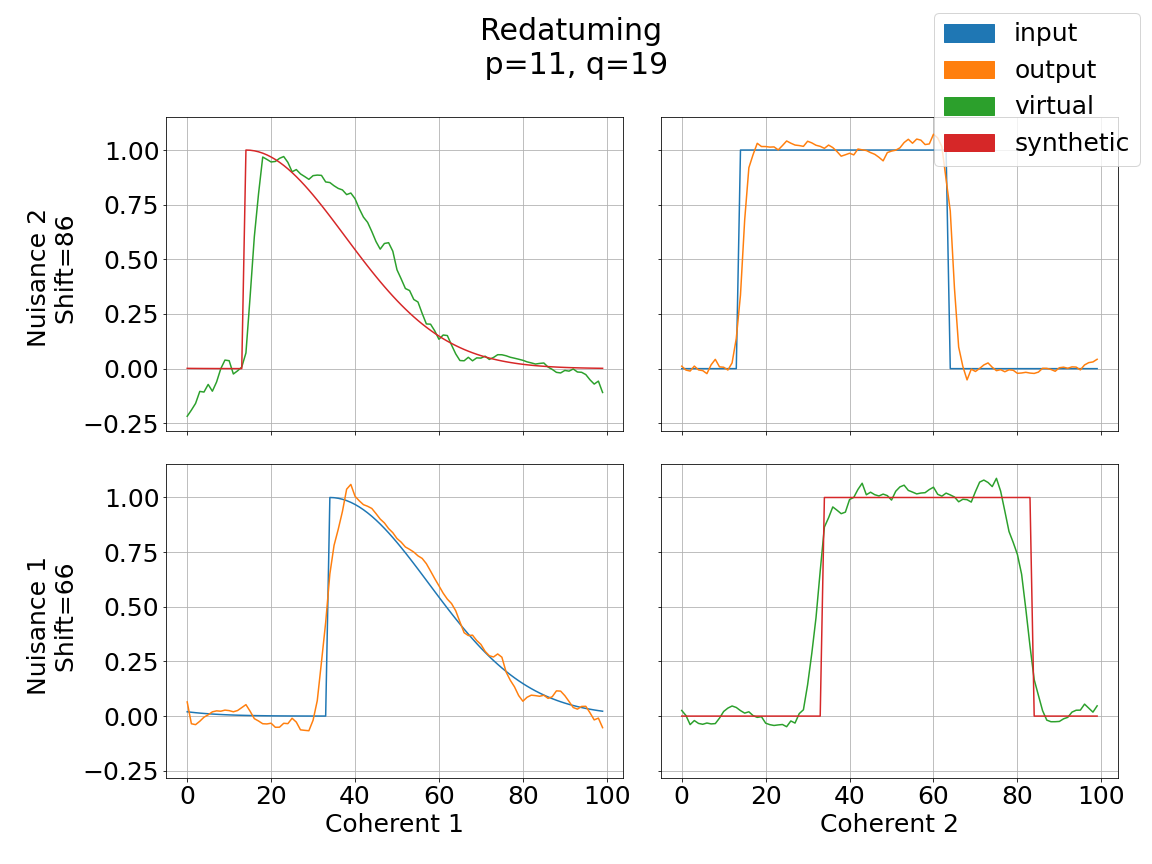 Redatuming
p=11, q=19
input
output
virtual
synthetic
Nuisance 2
Shift=86
1.00
0.75
0.50
0.25
0.00
−0.25
Nuisance 1
Shift=66
1.00
0.75
0.50
0.25
0.00
−0.25
0 20 40 60 80 100
Coherent 1
0 20 40 60 80 100
Coherent 2